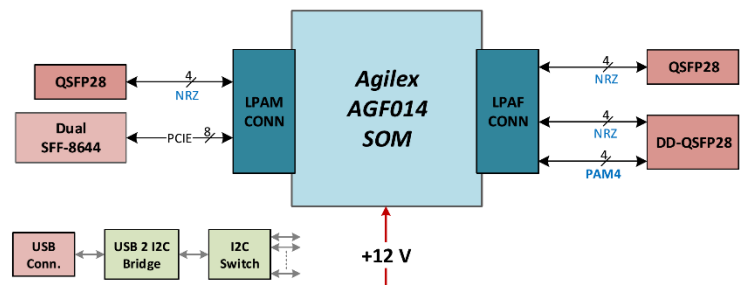 Agilex
AGF014
SOM
LPAM
CONN
LPAF
CONN
QSFP28
4
NRZ
Dual
SFF-8644
PCIE
8
4
NRZ
QSFP28
4
NRZ
4
PAM4
DD-QSFP28
USB
Conn.
USB 2 I2C
Bridge
I2C
Switch
+12 V